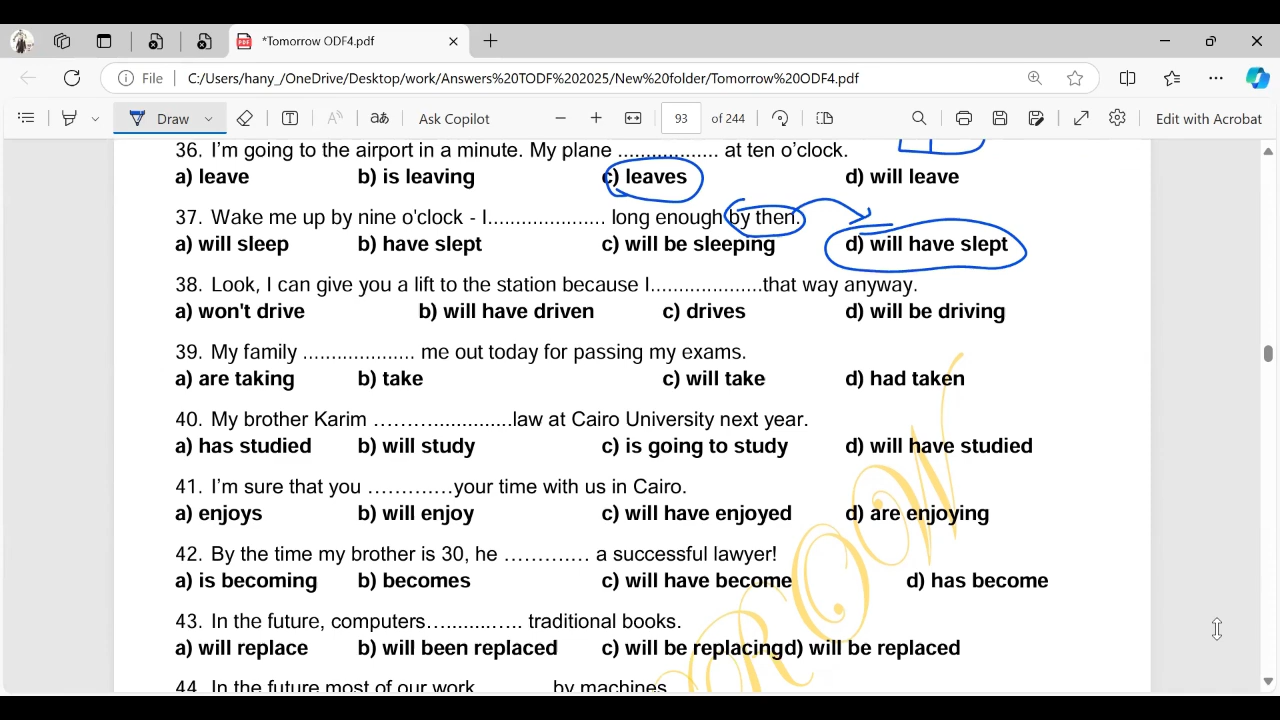 *Tomorrow ODF4.pdf
File C:/Users/hany_/OneDrive/Desktop/work/Answers%20TODF%202025/New%20folder/Tomorrow%20ODF4.pdf
Draw Ask Copilot 93 of 244 Edit with Acrobat
36. I'm going to the airport in a minute. My plane .................. at ten o'clock.
a) leave b) is leaving c) leaves d) will leave
37. Wake me up by nine o'clock - I..................... long enough by then.
a) will sleep b) have slept c) will be sleeping d) will have slept
38. Look, I can give you a lift to the station because I....................that way anyway.
a) won't drive b) will have driven c) drives d) will be driving
39. My family .................... me out today for passing my exams.
a) are taking b) take c) will take d) had taken
40. My brother Karim ………..............law at Cairo University next year.
a) has studied b) will study c) is going to study d) will have studied
41. I'm sure that you …………your time with us in Cairo.
a) enjoys b) will enjoy c) will have enjoyed d) are enjoying
42. By the time my brother is 30, he ………… a successful lawyer!
a) is becoming b) becomes c) will have become d) has become
43. In the future, computers….........….. traditional books.
a) will replace b) will been replaced c) will be replacingd) will be replaced
44. In the future most of our work by machines